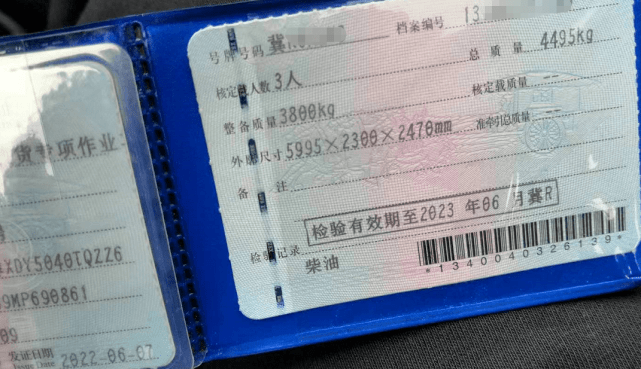 货专项作业
XDY5040TQZZ6
9MP690861
09
发证日期 2022-06-07
号牌号码 冀
档案编号 13
核定载人数 3人
总质量 4495kg
整备质量 3800kg
核定载质量
外廓尺寸 5995×2300×2470mm
准牵引总质量
备注
检验有效期至2023 年06 月冀R
检验记录
柴油
*1340040326139*